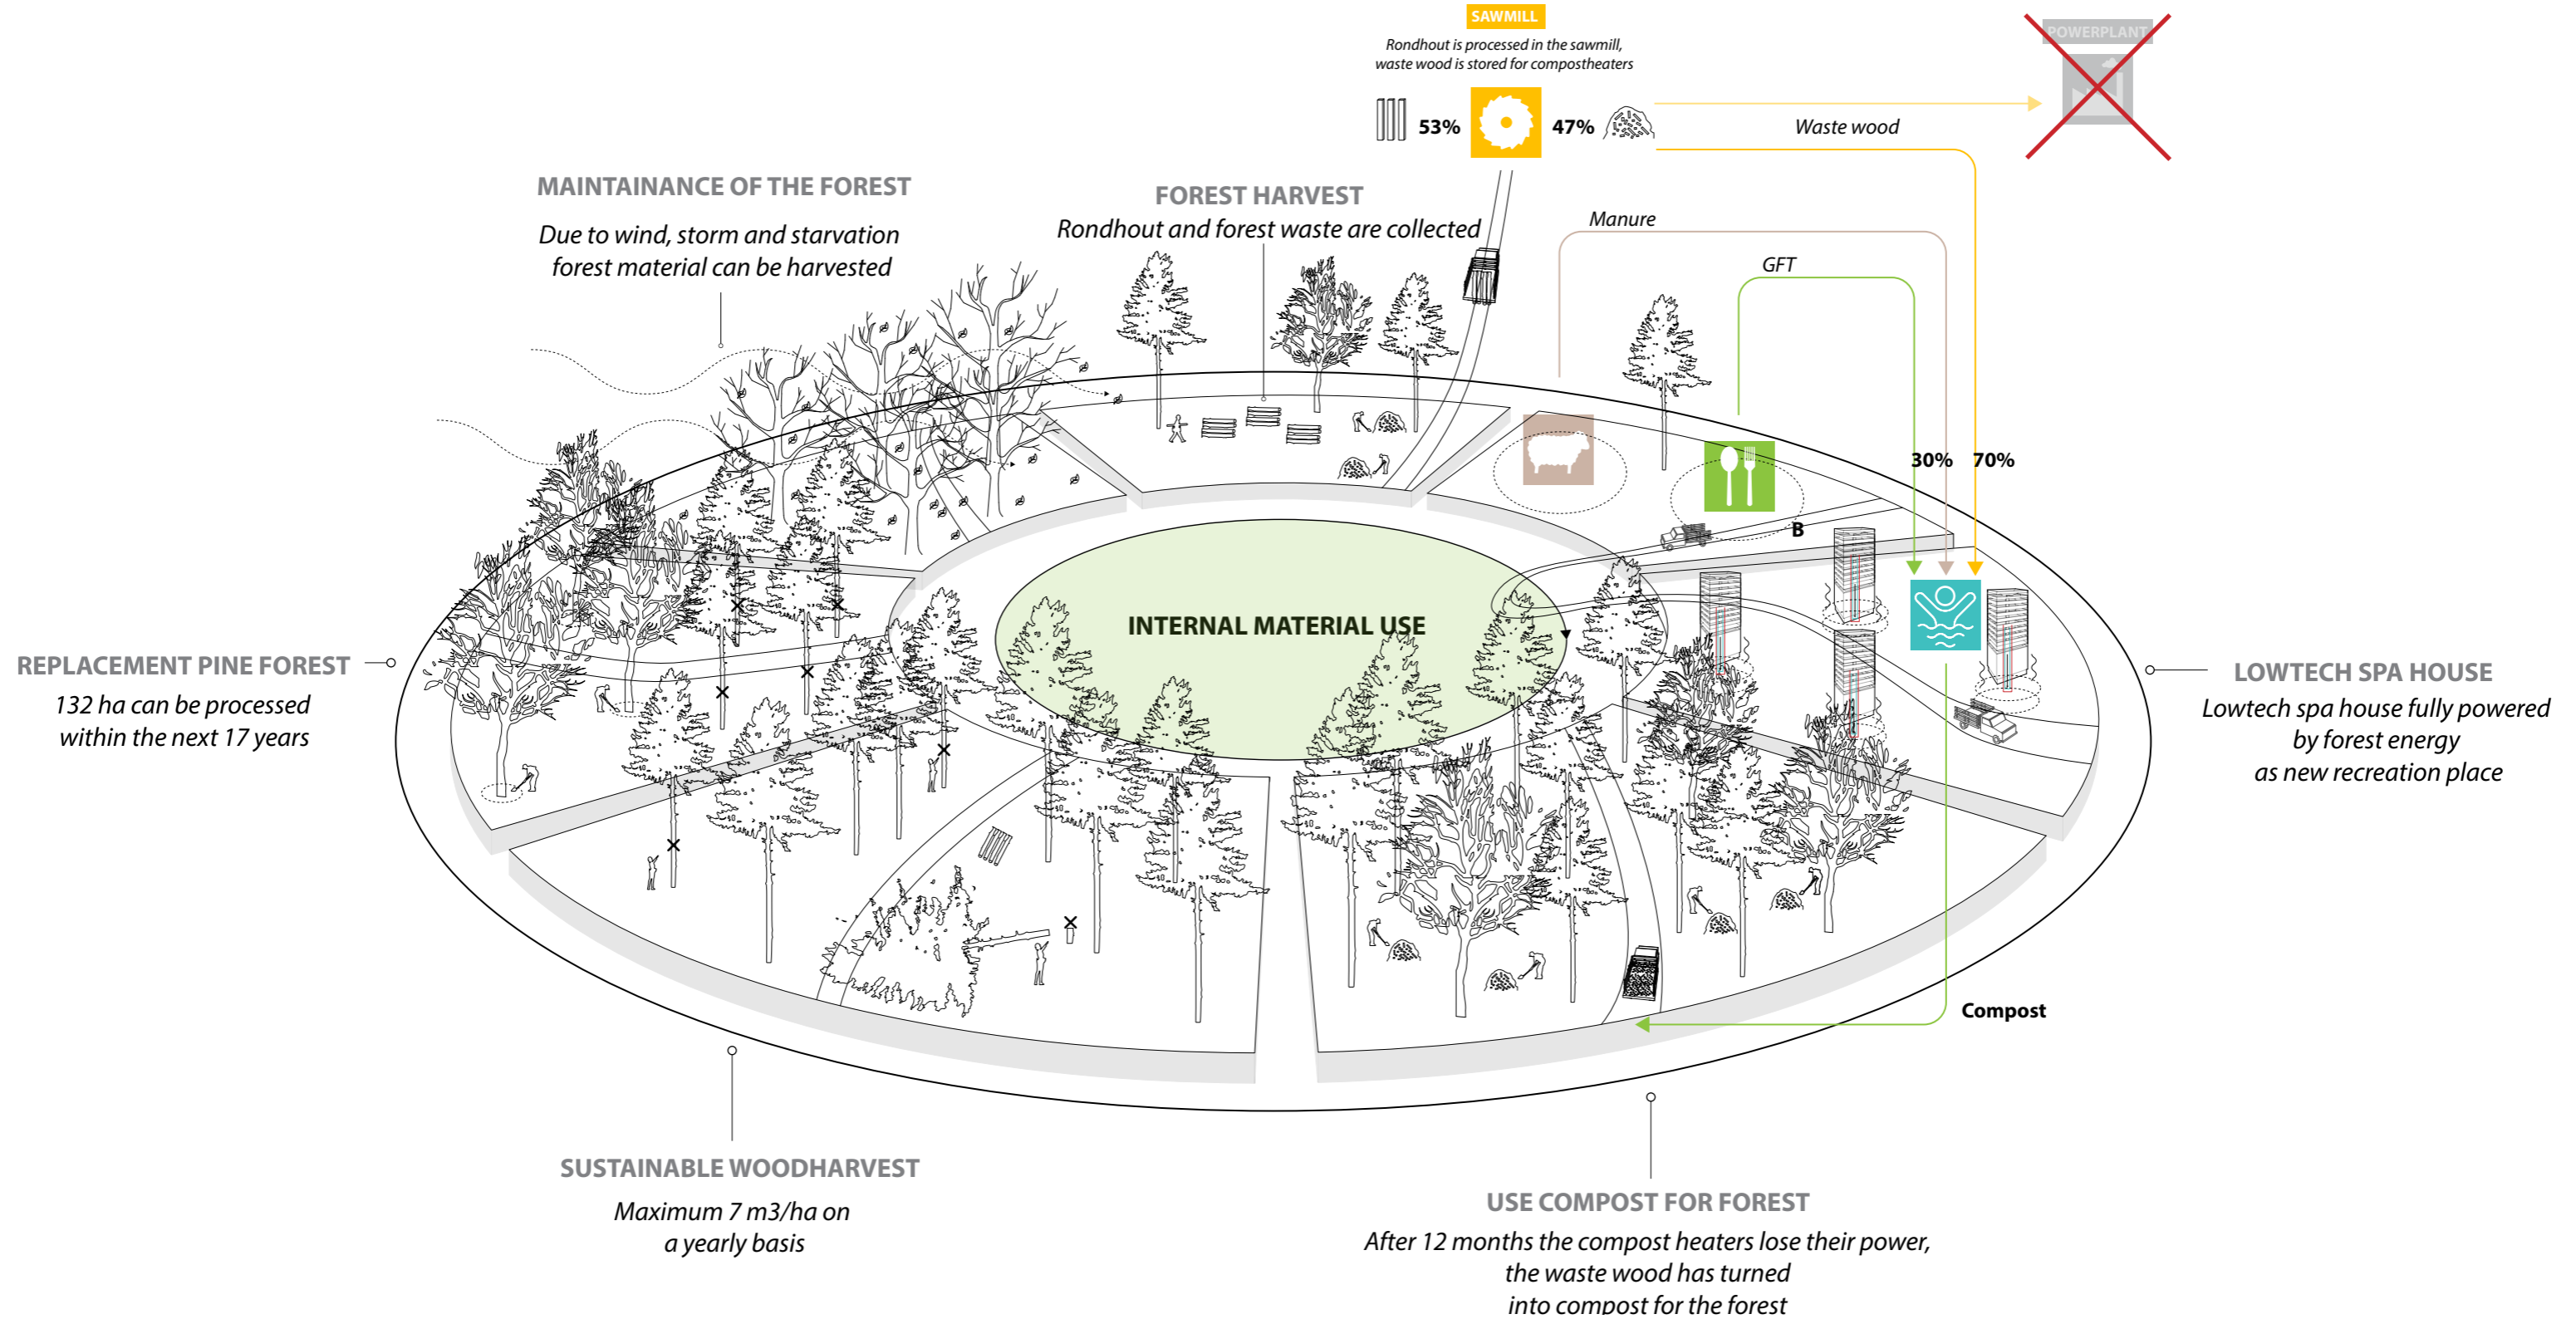 SAWMILL
Rondhout is processed in the sawmill,
waste wood is stored for compostheaters
53%
47%
Waste wood
POWERPLANT
MAINTAINANCE OF THE FOREST
Due to wind, storm and starvation
forest material can be harvested
FOREST HARVEST
Rondhout and forest waste are collected
Manure
GFT
30%
70%
B
INTERNAL MATERIAL USE
REPLACEMENT PINE FOREST
132 ha can be processed
within the next 17 years
LOWTECH SPA HOUSE
Lowtech spa house fully powered
by forest energy
as new recreation place
Compost
SUSTAINABLE WOODHARVEST
Maximum 7 m3/ha on
a yearly basis
USE COMPOST FOR FOREST
After 12 months the compost heaters lose their power,
the waste wood has turned
into compost for the forest